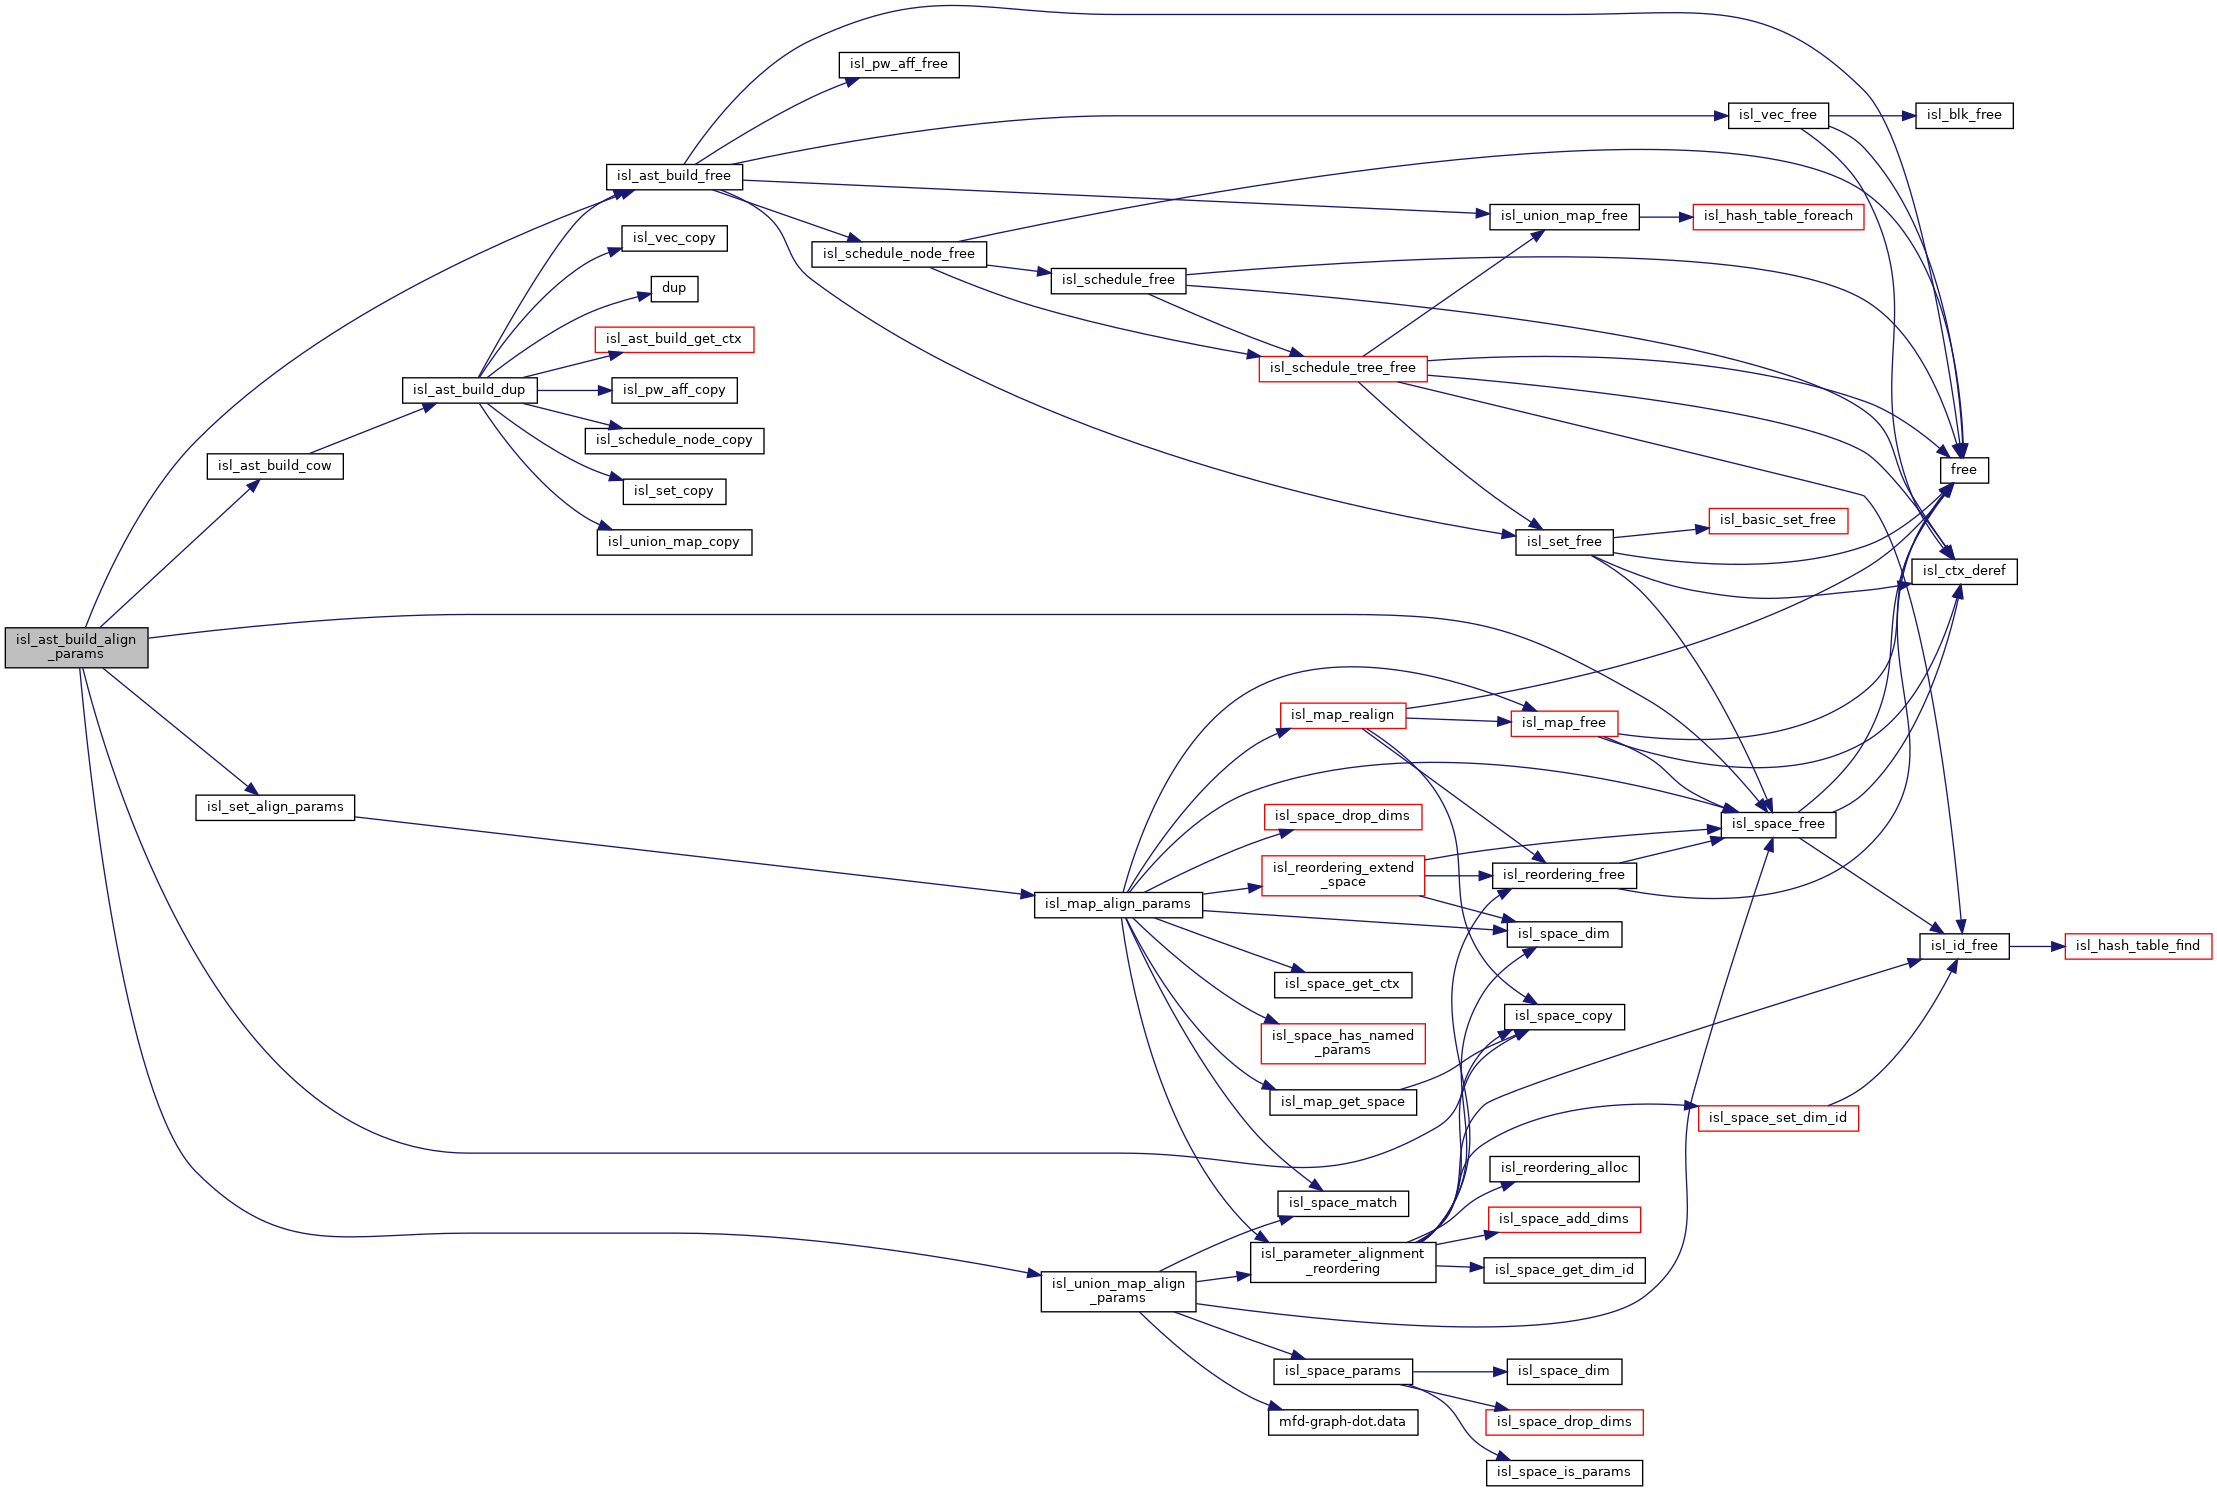 isl_pw_aff_free
isl_vec_free
isl_blk_free
isl_ast_build_free
isl_union_map_free
isl_hash_table_foreach
isl_vec_copy
isl_schedule_node_free
isl_schedule_free
dup
isl_ast_build_get_ctx
isl_schedule_tree_free
isl_ast_build_dup
isl_pw_aff_copy
isl_schedule_node_copy
isl_ast_build_cow
free
isl_set_copy
isl_basic_set_free
isl_union_map_copy
isl_set_free
isl_ctx_deref
isl_ast_build_align
_params
isl_map_realign
isl_map_free
isl_set_align_params
isl_space_drop_dims
isl_space_free
isl_reordering_extend
_space
isl_reordering_free
isl_map_align_params
isl_space_dim
isl_id_free
isl_hash_table_find
isl_space_get_ctx
isl_space_copy
isl_space_has_named
_params
isl_map_get_space
isl_space_set_dim_id
isl_reordering_alloc
isl_space_match
isl_space_add_dims
isl_parameter_alignment
_reordering
isl_space_get_dim_id
isl_union_map_align
_params
isl_space_params
isl_space_dim
mfd-graph-dot.data
isl_space_drop_dims
isl_space_is_params